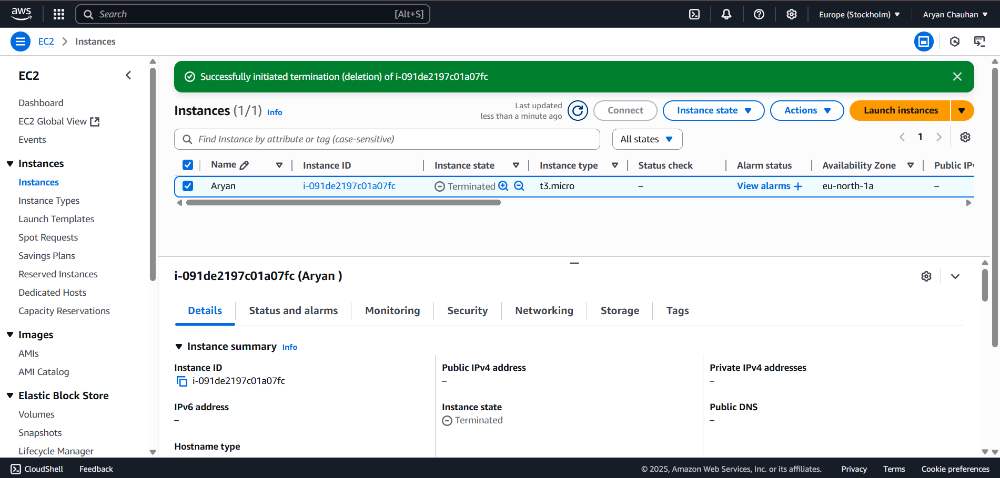 aws
Search [Alt+S]
Europe (Stockholm)
Aryan Chauhan
EC2 Instances
EC2
Dashboard
EC2 Global View
Events
Instances
Instances
Instance Types
Launch Templates
Spot Requests
Savings Plans
Reserved Instances
Dedicated Hosts
Capacity Reservations
Images
AMIs
AMI Catalog
Elastic Block Store
Volumes
Snapshots
Lifecycle Manager
Successfully initiated termination (deletion) of i-091de2197c01a07fc
Instances (1/1) Info
Last updated
less than a minute ago
Connect
Instance state
Actions
Launch instances
Find Instance by attribute or tag (case-sensitive)
All states
1
Name Instance ID Instance state Instance type Status check Alarm status Availability Zone Public IPv
Aryan i-091de2197c01a07fc Terminated t3.micro – View alarms + eu-north-1a –
i-091de2197c01a07fc (Aryan )
Details Status and alarms Monitoring Security Networking Storage Tags
Instance summary Info
Instance ID
i-091de2197c01a07fc
Public IPv4 address
–
Private IPv4 addresses
–
IPv6 address
–
Instance state
Terminated
Public DNS
–
Hostname type
CloudShell Feedback
© 2025, Amazon Web Services, Inc. or its affiliates. Privacy Terms Cookie preferences